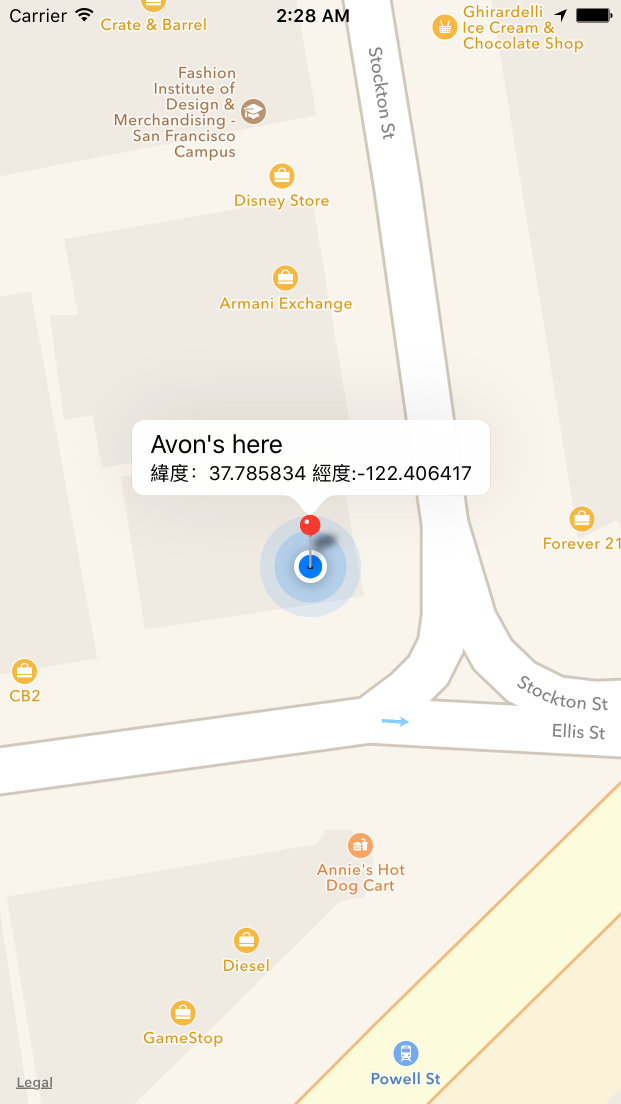 Carrier 2:28 AM
Crate & Barrel
Ghirardelli
Ice Cream &
Chocolate Shop
Stockton St
Fashion
Institute of
Design &
Merchandising -
San Francisco
Campus
Disney Store
Armani Exchange
Avon's here
緯度：37.785834 經度:-122.406417
Forever 21
CB2
Stockton St
Ellis St
Annie's Hot
Dog Cart
Diesel
GameStop
Powell St
Legal